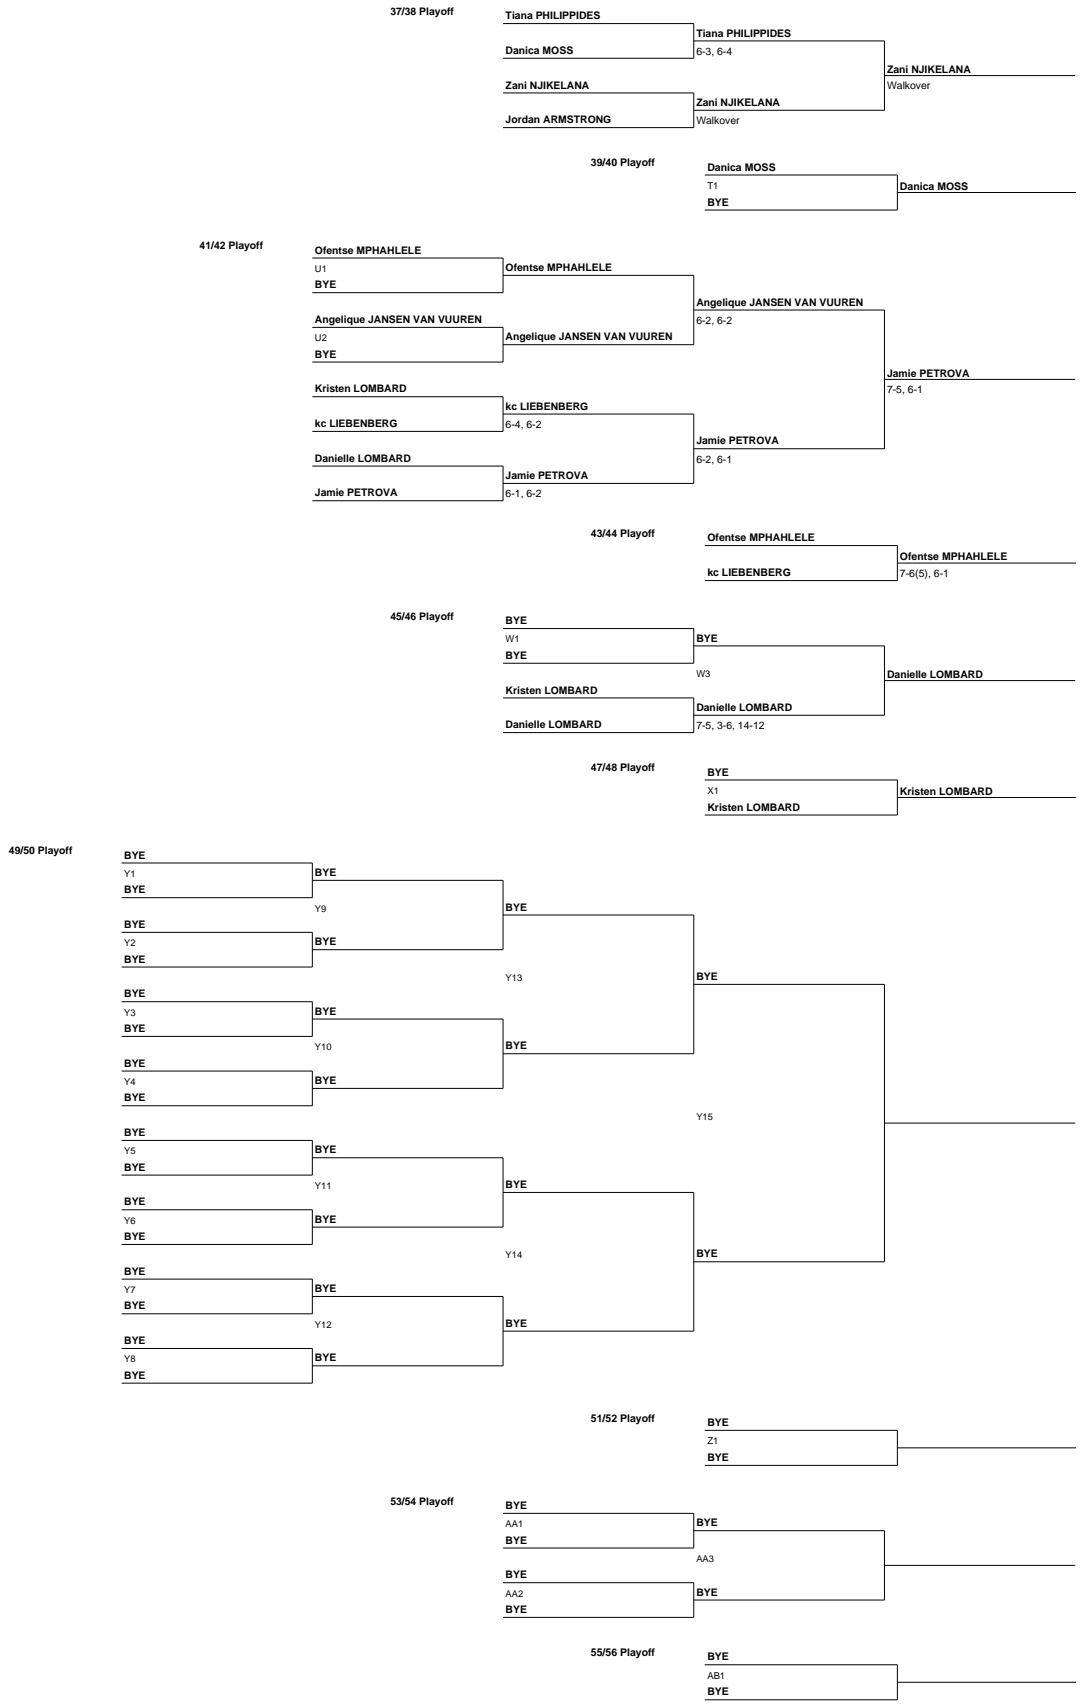 37/38 Playoff
Tiana PHILIPPIDES
Tiana PHILIPPIDES
Danica MOSS
6-3, 6-4
Zani NJIKELANA
Walkover
Zani NJIKELANA
Zani NJIKELANA
Jordan ARMSTRONG
Walkover
39/40 Playoff
Danica MOSS
T1
Danica MOSS
BYE
41/42 Playoff
Ofentse MPHAHLELE
U1
Ofentse MPHAHLELE
BYE
Angelique JANSEN VAN VUUREN
6-2, 6-2
Angelique JANSEN VAN VUUREN
U2
Angelique JANSEN VAN VUUREN
BYE
Jamie PETROVA
7-5, 6-1
Kristen LOMBARD
kc LIEBENBERG
kc LIEBENBERG
6-4, 6-2
Jamie PETROVA
6-2, 6-1
Danielle LOMBARD
Jamie PETROVA
Jamie PETROVA
6-1, 6-2
43/44 Playoff
Ofentse MPHAHLELE
Ofentse MPHAHLELE
kc LIEBENBERG
7-6(5), 6-1
45/46 Playoff
BYE
W1
BYE
BYE
W3
Danielle LOMBARD
Kristen LOMBARD
Danielle LOMBARD
Danielle LOMBARD
7-5, 3-6, 14-12
47/48 Playoff
BYE
X1
Kristen LOMBARD
Kristen LOMBARD
49/50 Playoff
BYE
Y1
BYE
BYE
Y9
BYE
BYE
Y2
BYE
BYE
Y13
BYE
BYE
Y3
BYE
BYE
Y10
BYE
BYE
Y4
BYE
BYE
Y15
BYE
Y5
BYE
BYE
Y11
BYE
BYE
Y6
BYE
BYE
Y14
BYE
BYE
Y7
BYE
BYE
Y12
BYE
BYE
Y8
BYE
BYE
51/52 Playoff
BYE
Z1
BYE
53/54 Playoff
BYE
AA1
BYE
BYE
AA3
BYE
AA2
BYE
BYE
55/56 Playoff
BYE
AB1
BYE